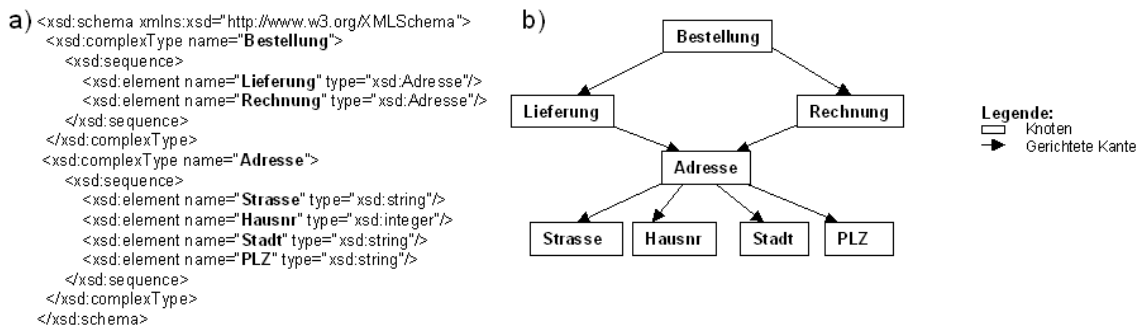 a) <xsd:schema xmlns:xsd="http://www.w3.org/XMLSchema">
<xsd:complexType name="Bestellung">
<xsd:sequence>
<xsd:element name="Lieferung" type="xsd:Adresse"/>
<xsd:element name="Rechnung" type="xsd:Adresse"/>
</xsd:sequence>
</xsd:complexType>
<xsd:complexType name="Adresse">
<xsd:sequence>
<xsd:element name="Strasse" type="xsd:string"/>
<xsd:element name="Hausnr" type="xsd:integer"/>
<xsd:element name="Stadt" type="xsd:string"/>
<xsd:element name="PLZ" type="xsd:string"/>
</xsd:sequence>
</xsd:complexType>
</xsd:schema>
b)
Bestellung
Lieferung
Rechnung
Adresse
Strasse
Hausnr
Stadt
PLZ
Legende:
Knoten
Gerichtete Kante